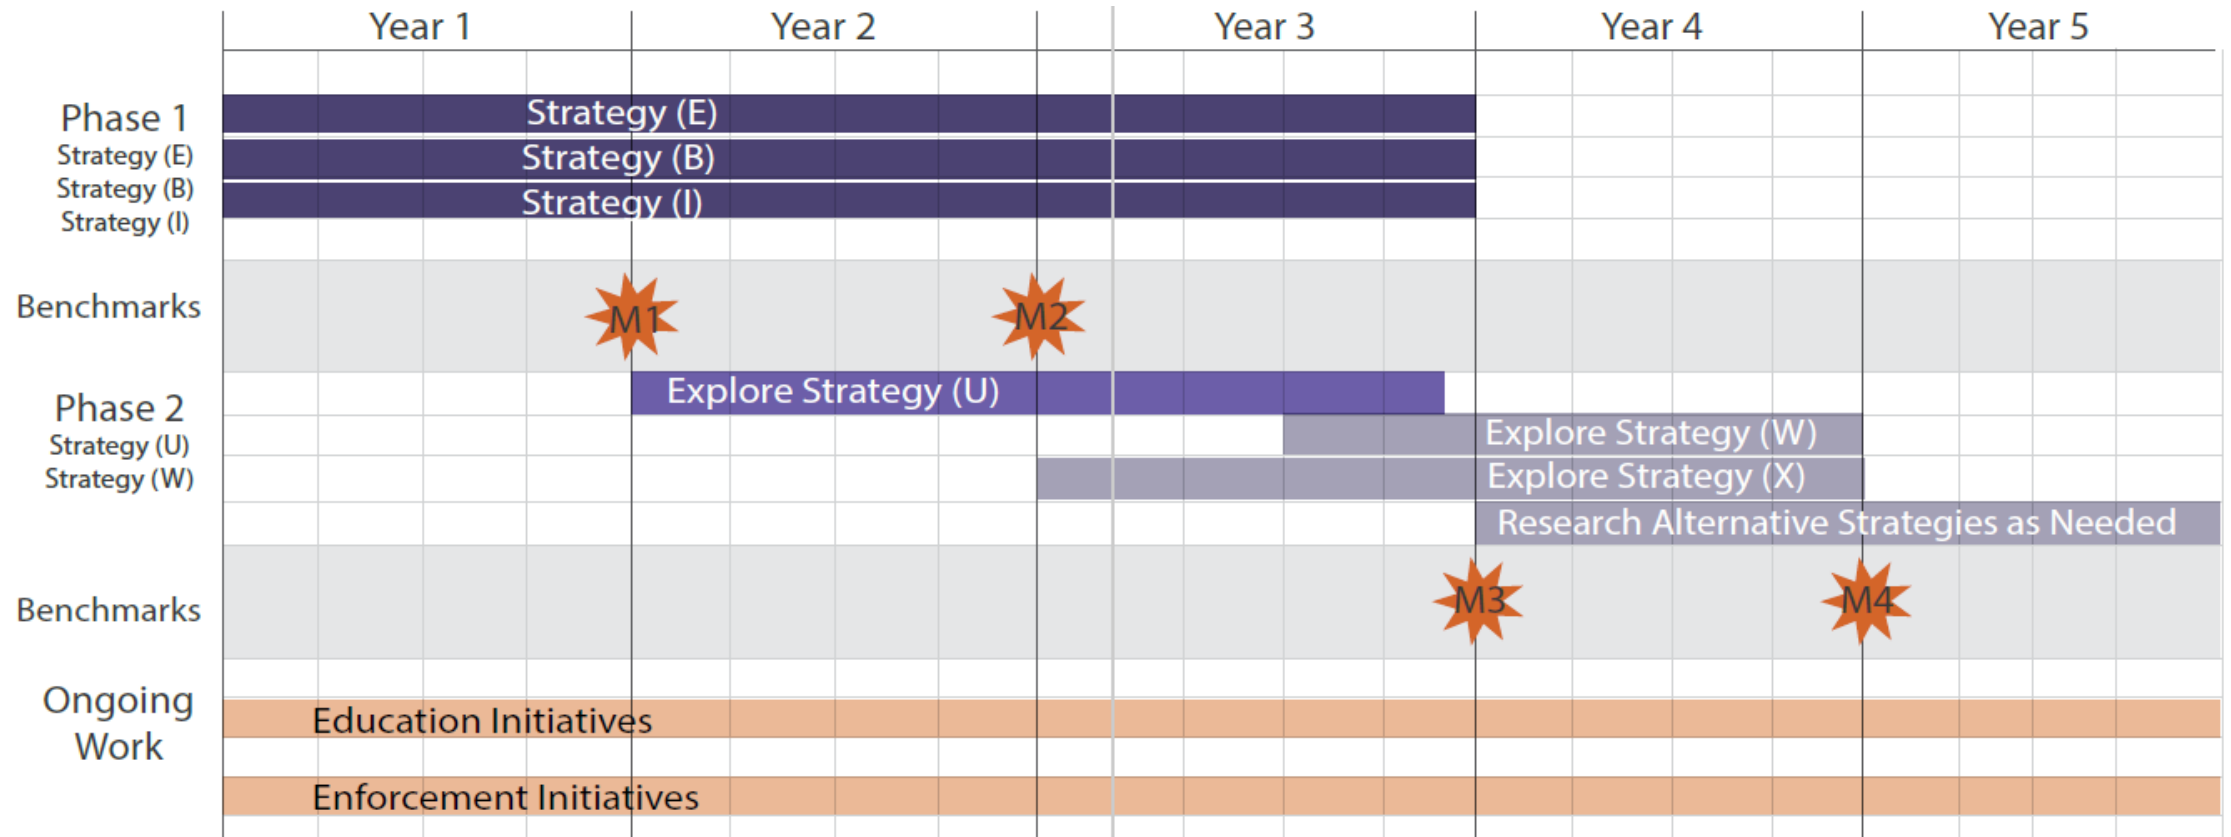 Year 1
Year 2
Year 3
Year 4
Year 5
Phase 1
Strategy (E)
Strategy (B)
Strategy (I)
Strategy (E)
Strategy (B)
Strategy (I)
Benchmarks
M1
M2
Phase 2
Strategy (U)
Strategy (W)
Explore Strategy (U)
Explore Strategy (W)
Explore Strategy (X)
Research Alternative Strategies as Needed
Benchmarks
M3
M4
Ongoing
Work
Education Initiatives
Enforcement Initiatives